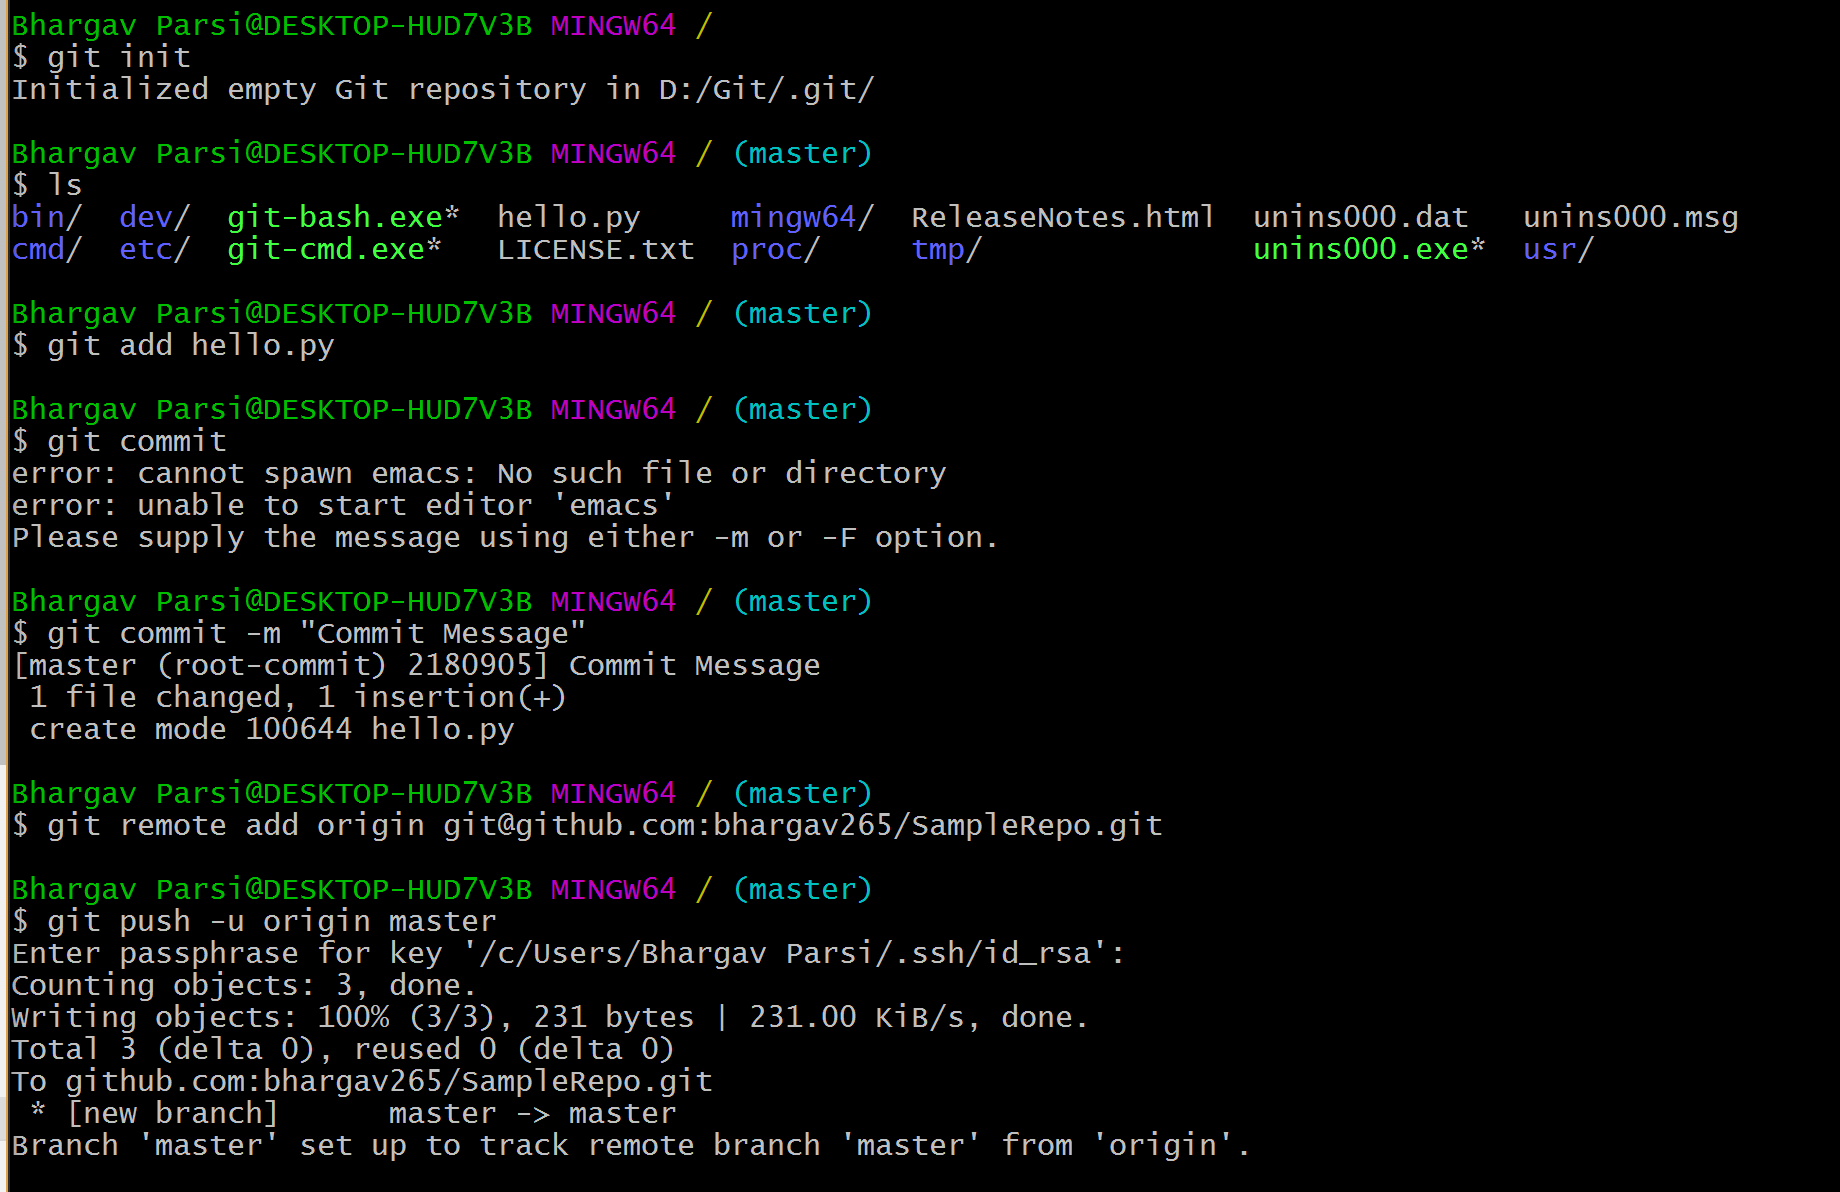 Bhargav Parsi@DESKTOP-HUD7V3B MINGW64 /
$ git init
Initialized empty Git repository in D:/Git/.git/
Bhargav Parsi@DESKTOP-HUD7V3B MINGW64 / (master)
$ ls
bin/  dev/  git-bash.exe*  hello.py     mingw64/  ReleaseNotes.html  unins000.dat   unins000.msg
cmd/  etc/  git-cmd.exe*   LICENSE.txt  proc/     tmp/               unins000.exe*  usr/
Bhargav Parsi@DESKTOP-HUD7V3B MINGW64 / (master)
$ git add hello.py
Bhargav Parsi@DESKTOP-HUD7V3B MINGW64 / (master)
$ git commit
error: cannot spawn emacs: No such file or directory
error: unable to start editor 'emacs'
Please supply the message using either -m or -F option.
Bhargav Parsi@DESKTOP-HUD7V3B MINGW64 / (master)
$ git commit -m "Commit Message"
[master (root-commit) 2180905] Commit Message
 1 file changed, 1 insertion(+)
 create mode 100644 hello.py
Bhargav Parsi@DESKTOP-HUD7V3B MINGW64 / (master)
$ git remote add origin git@github.com:bhargav265/SampleRepo.git
Bhargav Parsi@DESKTOP-HUD7V3B MINGW64 / (master)
$ git push -u origin master
Enter passphrase for key '/c/Users/Bhargav Parsi/.ssh/id_rsa':
Counting objects: 3, done.
Writing objects: 100% (3/3), 231 bytes | 231.00 KiB/s, done.
Total 3 (delta 0), reused 0 (delta 0)
To github.com:bhargav265/SampleRepo.git
 * [new branch]      master -> master
Branch 'master' set up to track remote branch 'master' from 'origin'.